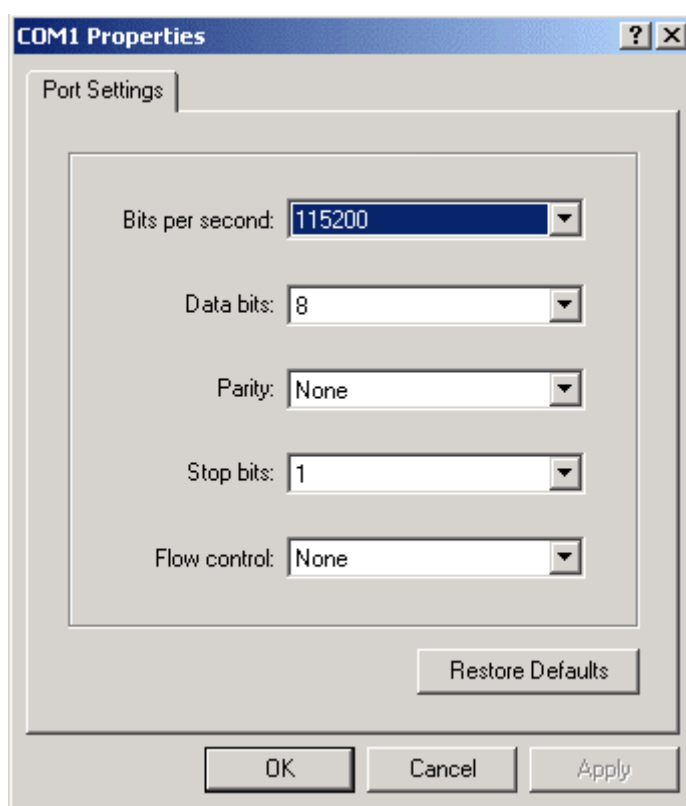 COM1 Properties
Port Settings
Bits per second: 115200
Data bits: 8
Parity: None
Stop bits: 1
Flow control: None
Restore Defaults
OK Cancel Apply